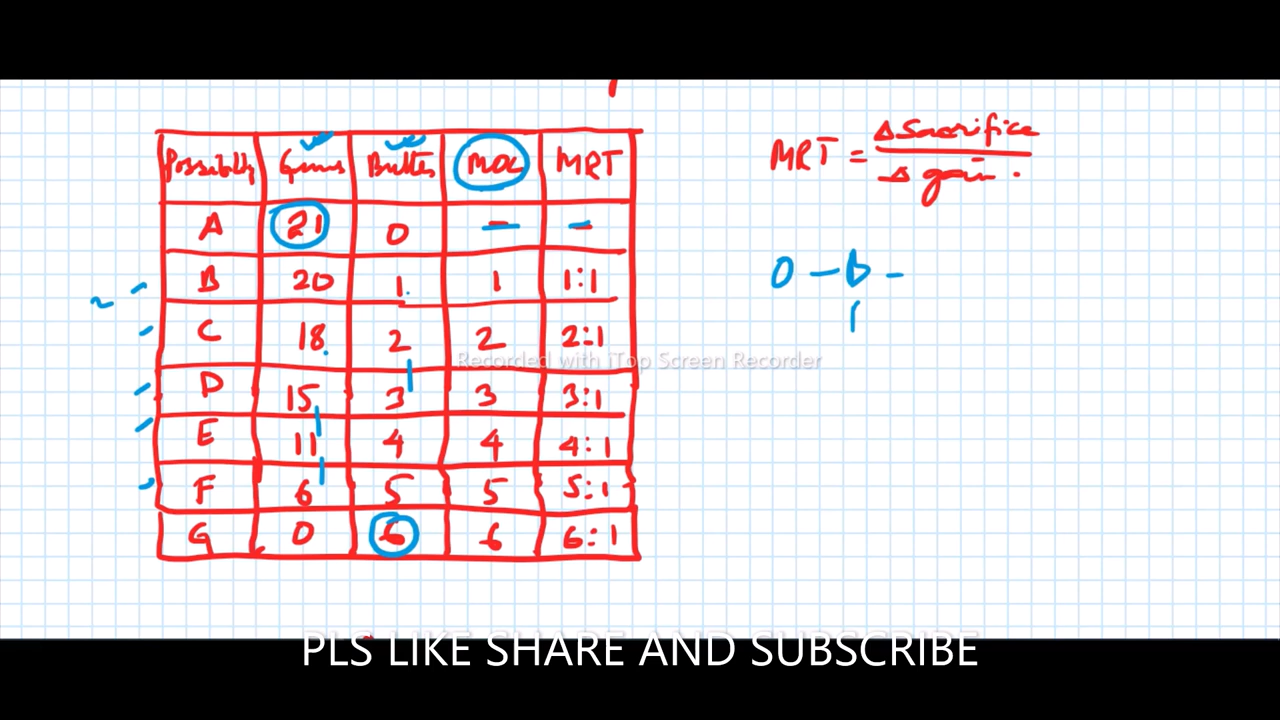 Possibility Guns Butter MOC MRT
A 21 0 - -
B 20 1 1 1:1
C 18 2 2 2:1
D 15 3 3 3:1
E 11 4 4 4:1
F 6 5 5 5:1
G 0 6 6 6:1
MRT = ΔSacrifice
Δ gain
0 - b -
Recorded with iTop Screen Recorder
PLS LIKE SHARE AND SUBSCRIBE